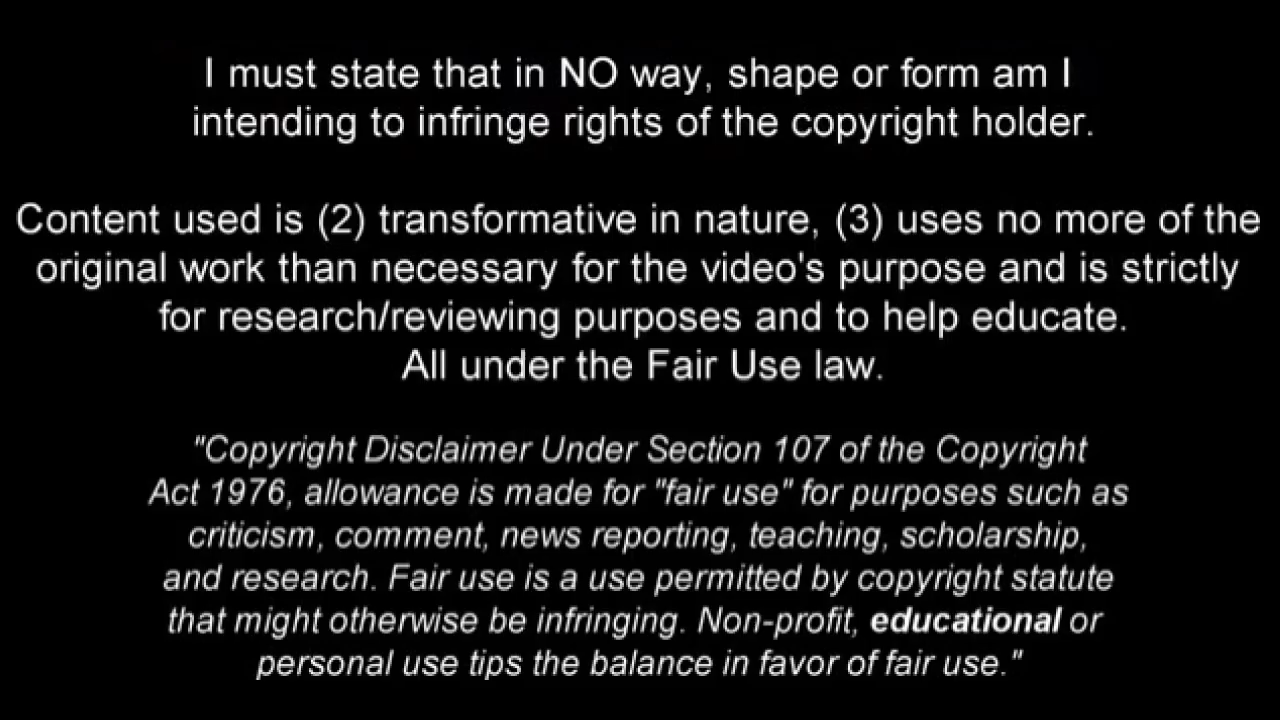 I must state that in NO way, shape or form am I
intending to infringe rights of the copyright holder.
Content used is (2) transformative in nature, (3) uses no more of the
original work than necessary for the video's purpose and is strictly
for research/reviewing purposes and to help educate.
All under the Fair Use law.
"Copyright Disclaimer Under Section 107 of the Copyright
Act 1976, allowance is made for "fair use" for purposes such as
criticism, comment, news reporting, teaching, scholarship,
and research. Fair use is a use permitted by copyright statute
that might otherwise be infringing. Non-profit, educational or
personal use tips the balance in favor of fair use."